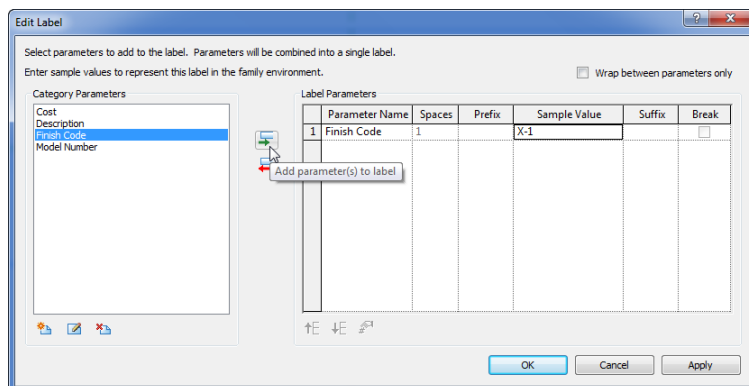 Edit Label
Select parameters to add to the label. Parameters will be combined into a single label.
Enter sample values to represent this label in the family environment.
Wrap between parameters only
Category Parameters
Cost
Description
Finish Code
Model Number
Add parameter(s) to label
Label Parameters
Parameter Name Spaces Prefix Sample Value Suffix Break
1 Finish Code 1 X-1
OK Cancel Apply